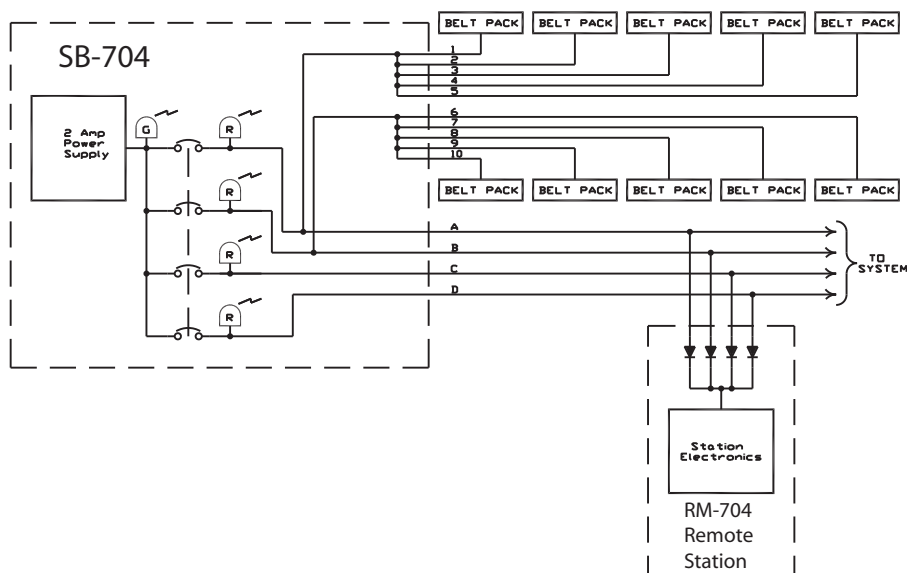 BELT PACK BELT PACK BELT PACK BELT PACK BELT PACK
SB-704
1
2
3
4
5
2 Amp
Power
Supply
G
R
6
7
8
9
10
R
BELT PACK BELT PACK BELT PACK BELT PACK BELT PACK
A
B
C
D
R
R
TO
SYSTEM
Station
Electronics
RM-704
Remote
Station